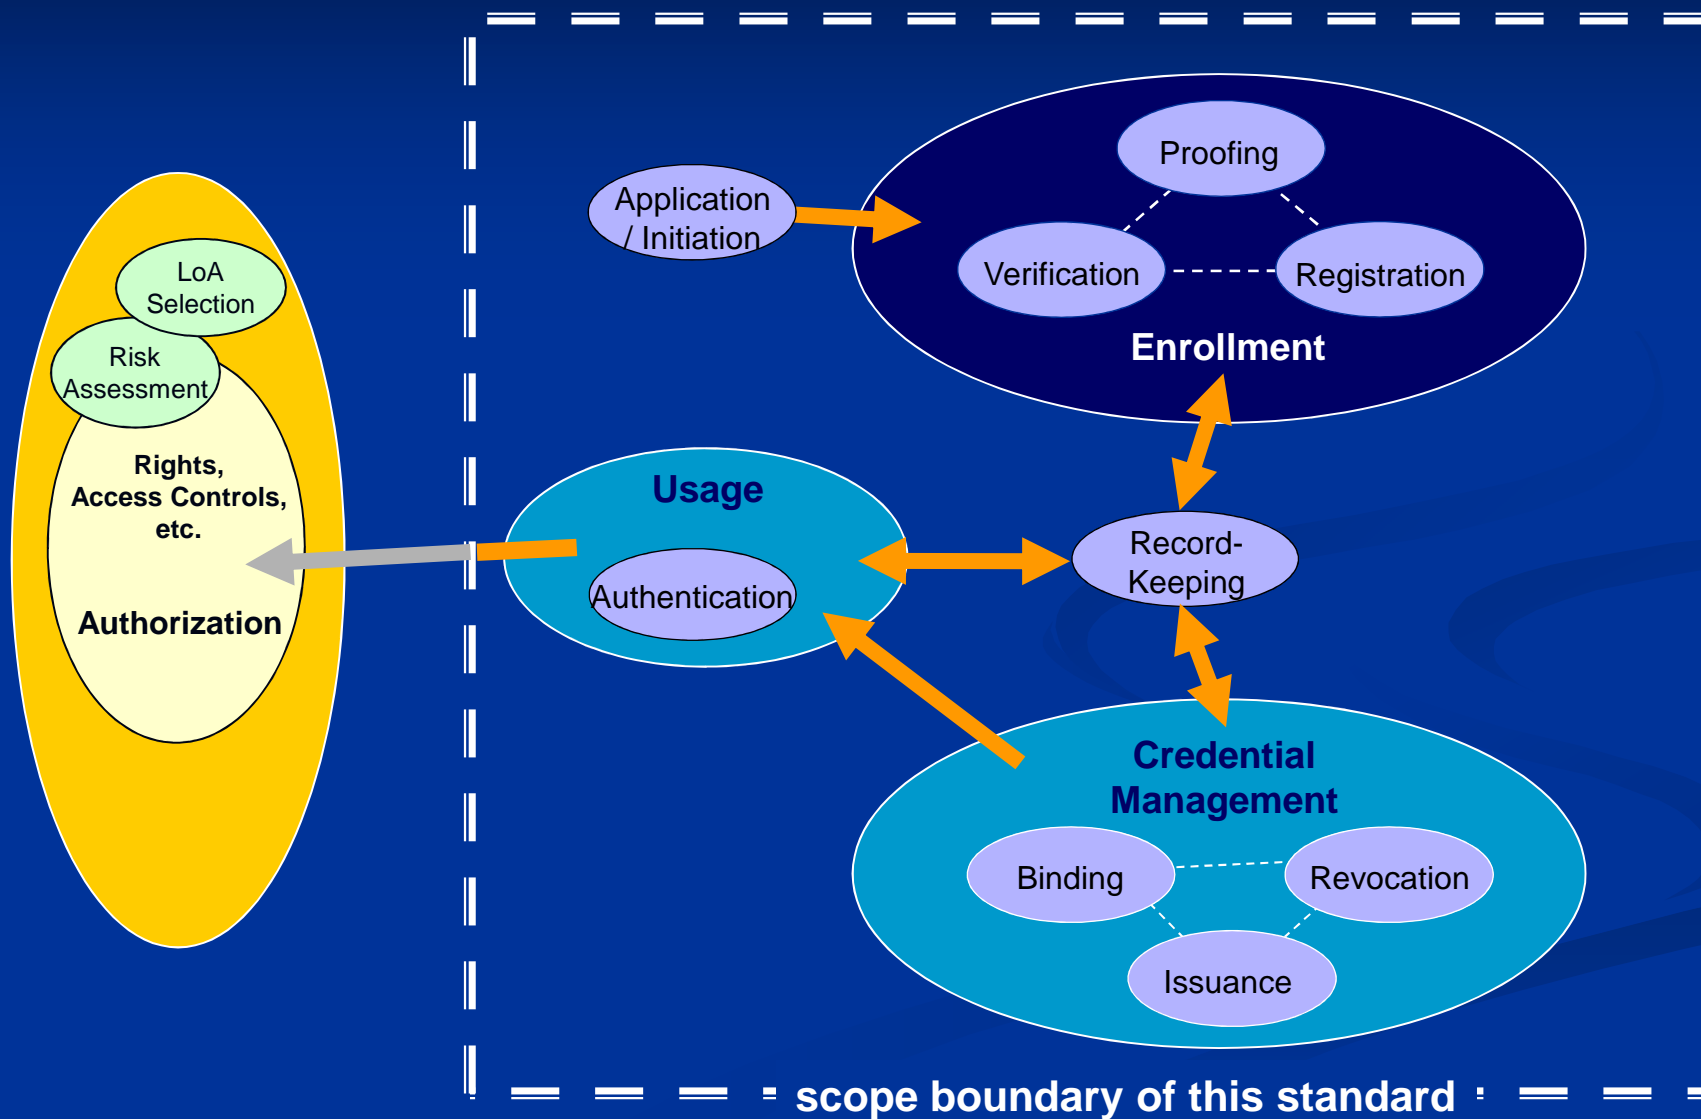 LoA
Selection
Risk
Assessment
Rights,
Access Controls,
etc.
Authorization
Application
/ Initiation
Proofing
Verification
Registration
Enrollment
Usage
Authentication
Record-
Keeping
Credential
Management
Binding
Revocation
Issuance
scope boundary of this standard